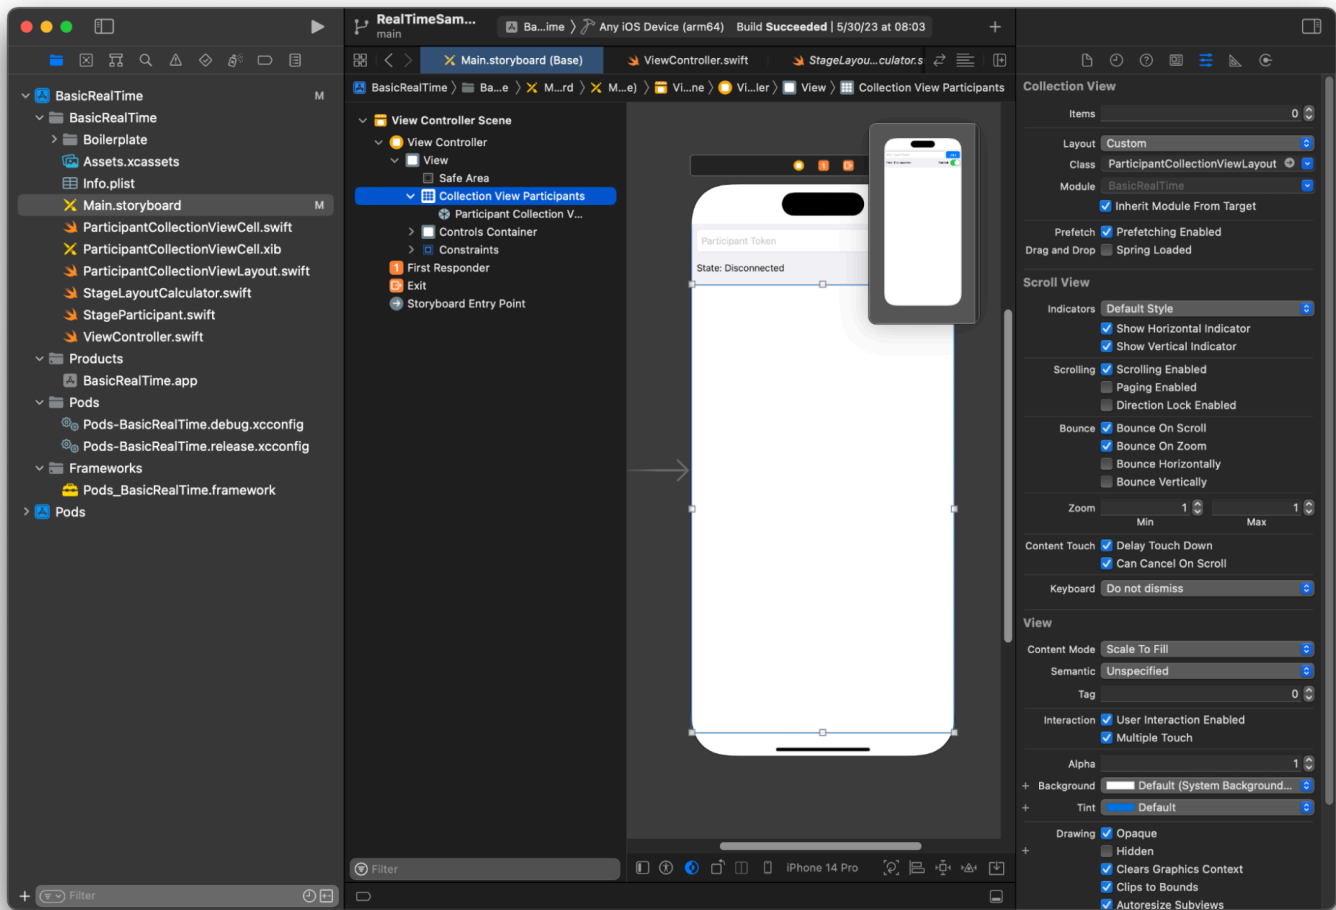 RealTimeSam...
main
Ba...ime
Any iOS Device (arm64)
Build Succeeded | 5/30/23 at 08:03
Main.storyboard (Base)
ViewController.swift
StageLayou...culator.s
BasicRealTime
Ba...e
M...rd
M...e)
Vi...ne
Vi...ler
View
Collection View Participants
BasicRealTime M
BasicRealTime
Boilerplate
Assets.xcassets
Info.plist
Main.storyboard M
ParticipantCollectionViewCell.swift
ParticipantCollectionViewCell.xib
ParticipantCollectionViewLayout.swift
StageLayoutCalculator.swift
StageParticipant.swift
ViewController.swift
Products
BasicRealTime.app
Pods
Pods-BasicRealTime.debug.xcconfig
Pods-BasicRealTime.release.xcconfig
Frameworks
Pods_BasicRealTime.framework
Pods
Filter
View Controller Scene
View Controller
View
Safe Area
Collection View Participants
Participant Collection V...
Controls Container
Constraints
1 First Responder
Exit
Storyboard Entry Point
Filter
1
Participant Token
State: Disconnected
iPhone 14 Pro
Collection View
Items 0
Layout Custom
Class ParticipantCollectionViewLayout
Module BasicRealTime
Inherit Module From Target
Prefetch Prefetching Enabled
Drag and Drop Spring Loaded
Scroll View
Indicators Default Style
Show Horizontal Indicator
Show Vertical Indicator
Scrolling Scrolling Enabled
Paging Enabled
Direction Lock Enabled
Bounce Bounce On Scroll
Bounce On Zoom
Bounce Horizontally
Bounce Vertically
Zoom 1 1
Min Max
Content Touch Delay Touch Down
Can Cancel On Scroll
Keyboard Do not dismiss
View
Content Mode Scale To Fill
Semantic Unspecified
Tag 0
Interaction User Interaction Enabled
Multiple Touch
Alpha 1
+ Background Default (System Background...
+ Tint Default
Drawing Opaque
+ Hidden
Clears Graphics Context
Clips to Bounds
Autoresize Subviews